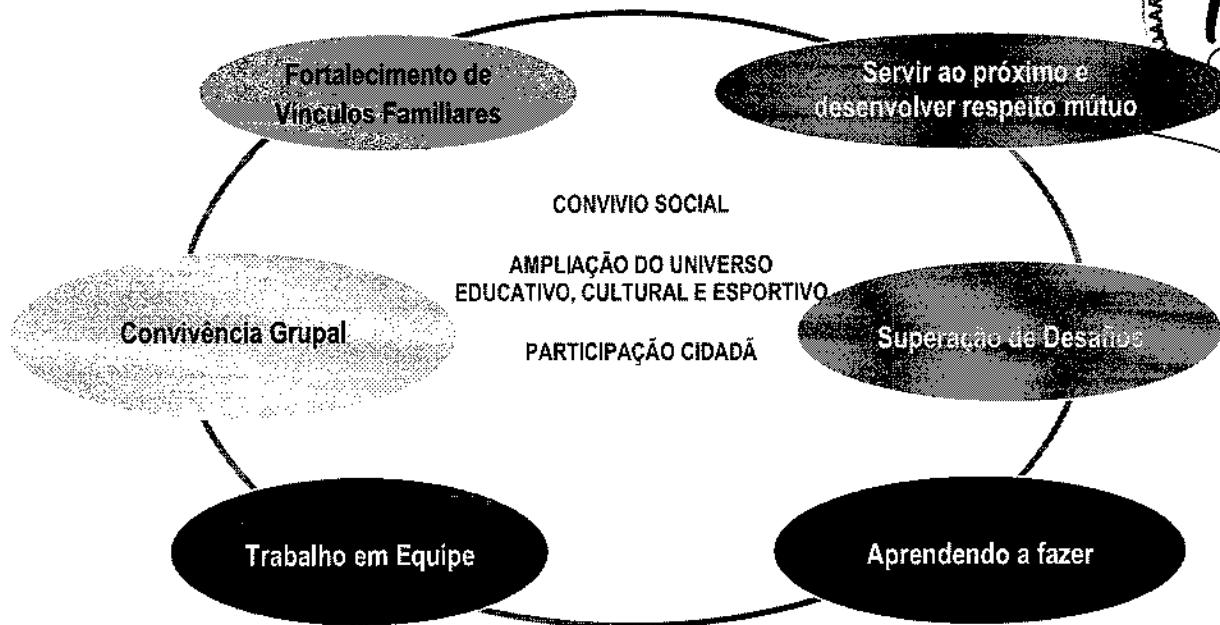 Fortalecimento de
Vínculos Familiares
Servir ao próximo e
desenvolver respeito mútuo
CONVIVIO SOCIAL
AMPLIAÇÃO DO UNIVERSO
EDUCATIVO, CULTURAL E ESPORTIVO
PARTICIPAÇÃO CIDADÃ
Convivência Grupal
Superação de Desafios
Trabalho em Equipe
Aprendendo a fazer